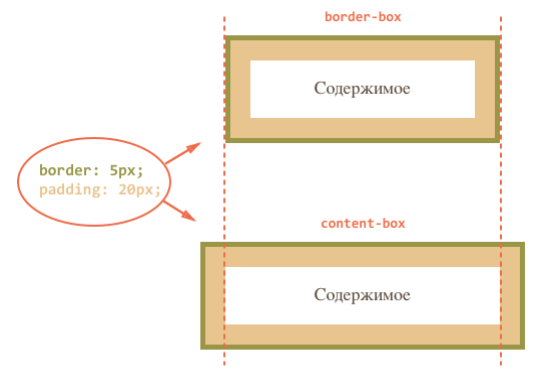 border-box
Содержимое
border: 5px;
padding: 20px;
content-box
Содержимое